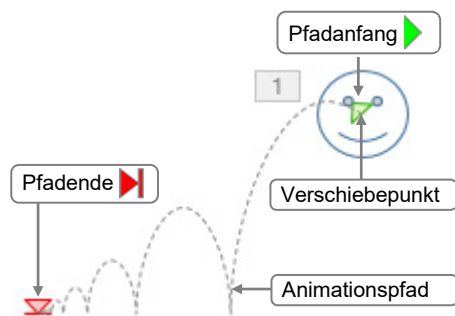 Pfadanfang
1
Pfadende
Verschiebepunkt
Animationspfad